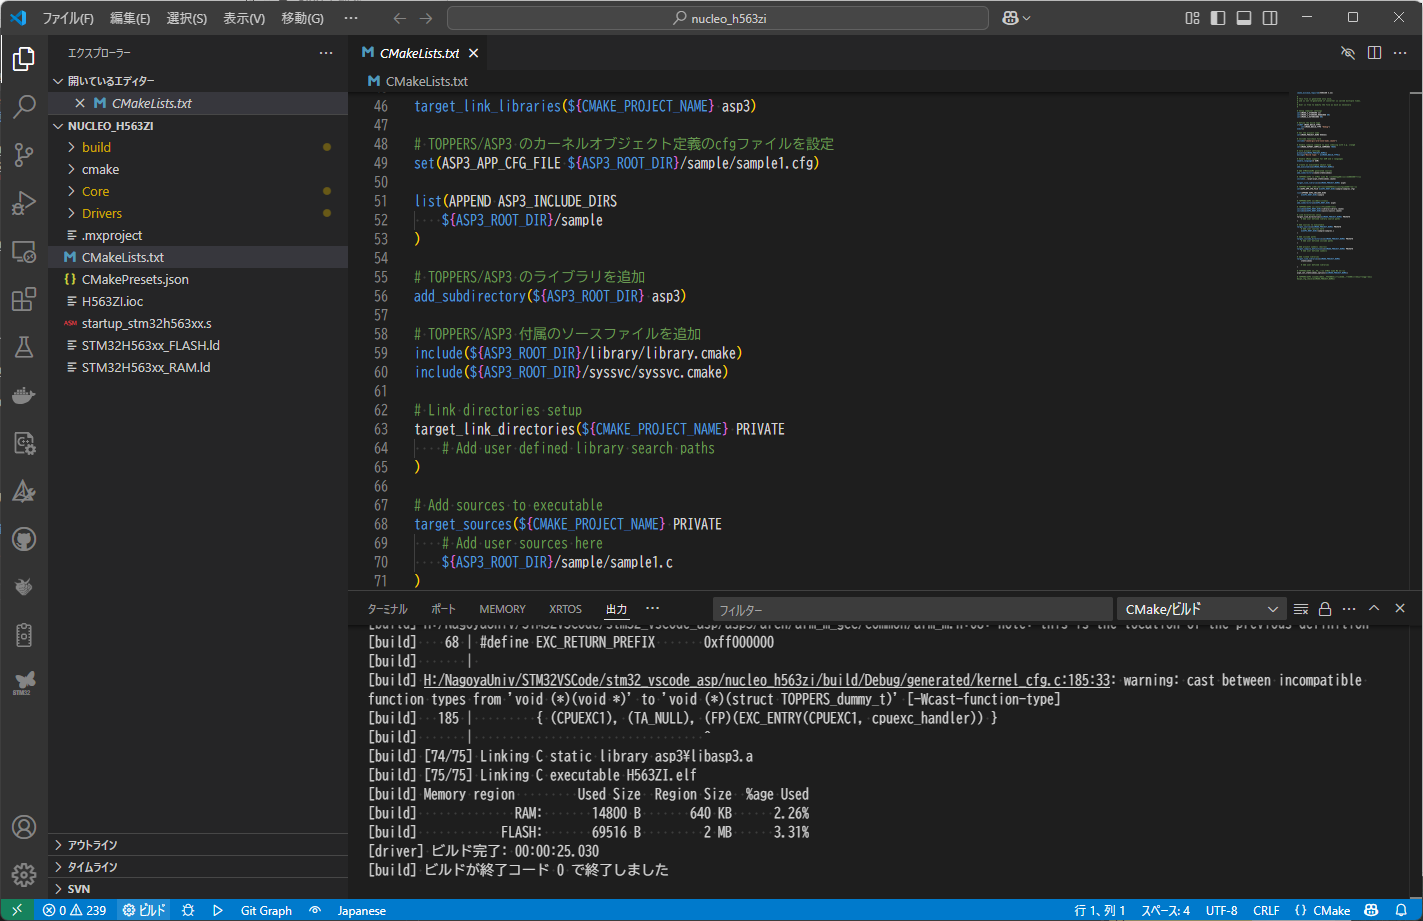 ファイル(F) 編集(E) 選択(S) 表示(V) 移動(G) ··· nucleo_h563zi
エクスプローラー ···
開いているエディター
CMakeLists.txt
NUCLEO_H563ZI
build
cmake
Core
Drivers
.mxproject
CMakeLists.txt
{} CMakePresets.json
H563ZI.ioc
ASM startup_stm32h563xx.s
STM32H563xx_FLASH.ld
STM32H563xx_RAM.ld
アウトライン
タイムライン
SVN
STM32
CMakeLists.txt
CMakeLists.txt
46 target_link_libraries(${CMAKE_PROJECT_NAME} asp3)
47
48 # TOPPERS/ASP3 のカーネルオブジェクト定義のcfgファイルを設定
49 set(ASP3_APP_CFG_FILE ${ASP3_ROOT_DIR}/sample/sample1.cfg)
50
51 list(APPEND ASP3_INCLUDE_DIRS
52 ${ASP3_ROOT_DIR}/sample
53 )
54
55 # TOPPERS/ASP3 のライブラリを追加
56 add_subdirectory(${ASP3_ROOT_DIR} asp3)
57
58 # TOPPERS/ASP3 付属のソースファイルを追加
59 include(${ASP3_ROOT_DIR}/library/library.cmake)
60 include(${ASP3_ROOT_DIR}/syssvc/syssvc.cmake)
61
62 # Link directories setup
63 target_link_directories(${CMAKE_PROJECT_NAME} PRIVATE
64 # Add user defined library search paths
65 )
66
67 # Add sources to executable
68 target_sources(${CMAKE_PROJECT_NAME} PRIVATE
69 # Add user sources here
70 ${ASP3_ROOT_DIR}/sample/sample1.c
71 )
ターミナル ポート MEMORY XRTOS 出力 ··· フィルター CMake/ビルド
[build] 68 | #define EXC_RETURN_PREFIX 0xff000000
[build] |
[build] H:/NagoyaUniv/STM32VSCode/stm32_vscode_asp/nucleo_h563zi/build/Debug/generated/kernel_cfg.c:185:33: warning: cast between incompatible
function types from 'void (*)(void *)' to 'void (*)(struct TOPPERS_dummy_t)' [-Wcast-function-type]
[build] 185 | { (CPUEXC1), (TA_NULL), (FP)(EXC_ENTRY(CPUEXC1, cpuexc_handler)) }
[build] | ^
[build] [74/75] Linking C static library asp3¥libasp3.a
[build] [75/75] Linking C executable H563ZI.elf
[build] Memory region Used Size Region Size %age Used
[build] RAM: 14800 B 640 KB 2.26%
[build] FLASH: 69516 B 2 MB 3.31%
[driver] ビルド完了: 00:00:25.030
[build] ビルドが終了コード 0 で終了しました
0 239 ビルド Git Graph Japanese 行 1、列 1 スペース: 4 UTF-8 CRLF {} CMake